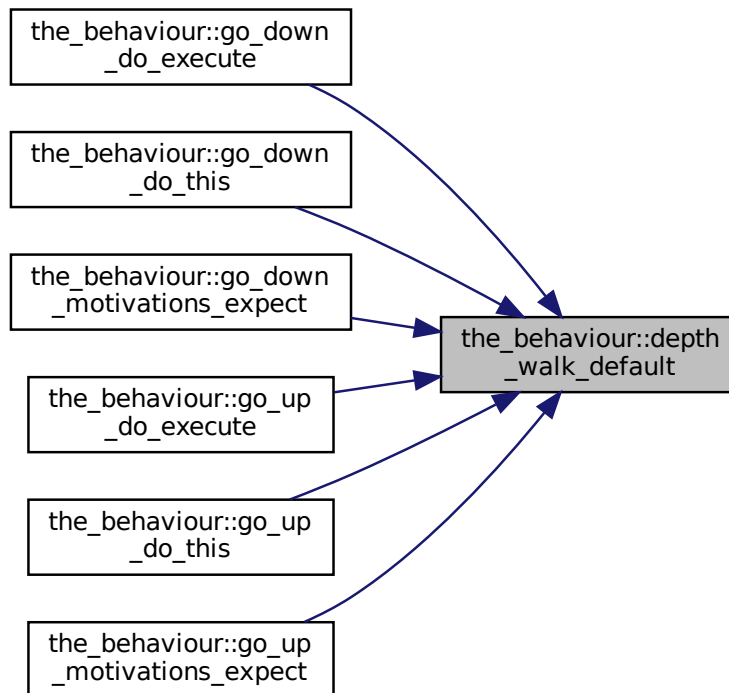 the_behaviour::go_down
_do_execute
the_behaviour::go_down
_do_this
the_behaviour::go_down
_motivations_expect
the_behaviour::depth
_walk_default
the_behaviour::go_up
_do_execute
the_behaviour::go_up
_do_this
the_behaviour::go_up
_motivations_expect